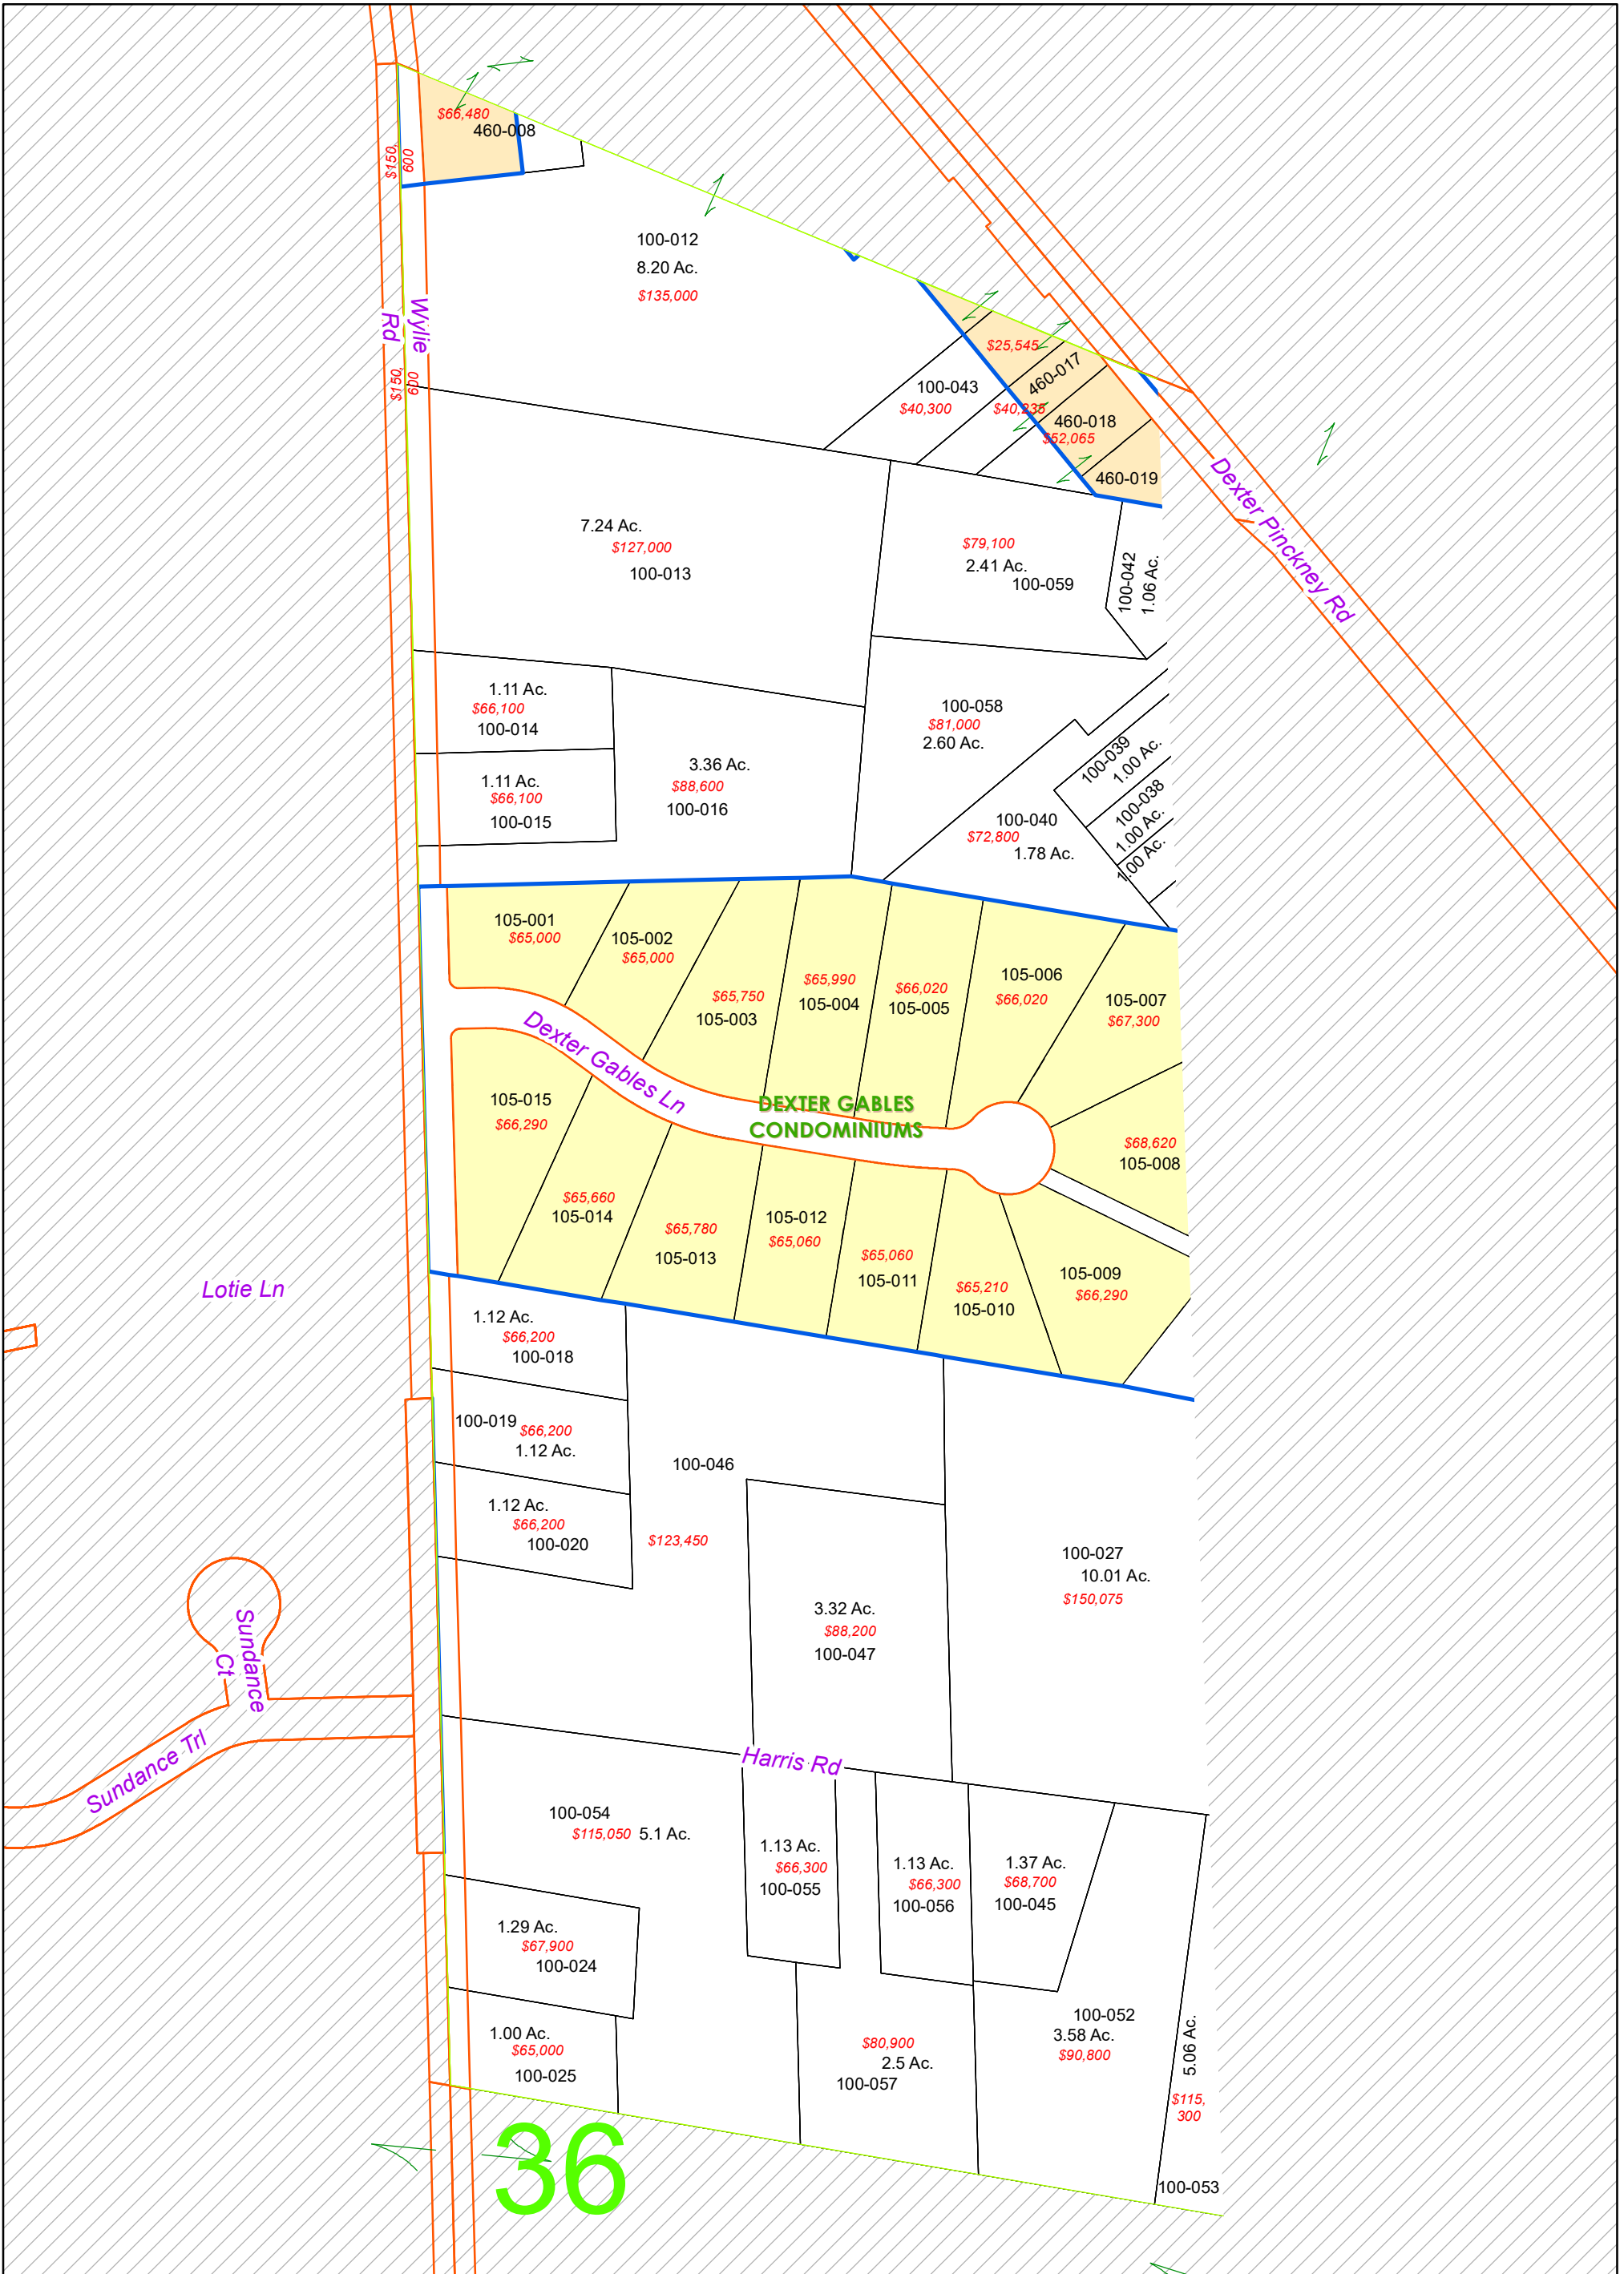 $66,480
460-008
$150,
600
100-012
8.20 Ac.
$135,000
Wylie
Rd
$150,
600
$25,545
460-017
100-043
$40,300
$40,235
460-018
$52,065
460-019
Dexter Pinckney Rd
7.24 Ac.
$127,000
100-013
$79,100
2.41 Ac.
100-059
100-042
1.06 Ac.
1.11 Ac.
$66,100
100-014
1.11 Ac.
$66,100
100-015
3.36 Ac.
$88,600
100-016
100-058
$81,000
2.60 Ac.
100-039
1.00 Ac.
100-038
1.00 Ac.
1.00 Ac.
100-040
$72,800
1.78 Ac.
105-001
$65,000
105-002
$65,000
$65,750
105-003
$65,990
105-004
$66,020
105-005
105-006
$66,020
105-007
$67,300
Dexter Gables Ln
DEXTER GABLES
CONDOMINIUMS
105-015
$66,290
$68,620
105-008
$65,660
105-014
$65,780
105-013
105-012
$65,060
$65,060
105-011
$65,210
105-010
105-009
$66,290
Lotie Ln
1.12 Ac.
$66,200
100-018
100-019
$66,200
1.12 Ac.
1.12 Ac.
$66,200
100-020
100-046
$123,450
100-027
10.01 Ac.
$150,075
3.32 Ac.
$88,200
100-047
Sundance
Ct
Sundance Trl
Harris Rd
100-054
$115,050 5.1 Ac.
1.13 Ac.
$66,300
100-055
1.13 Ac.
$66,300
100-056
1.37 Ac.
$68,700
100-045
1.29 Ac.
$67,900
100-024
1.00 Ac.
$65,000
100-025
$80,900
2.5 Ac.
100-057
100-052
3.58 Ac.
$90,800
5.06 Ac.
$115,
300
100-053
36